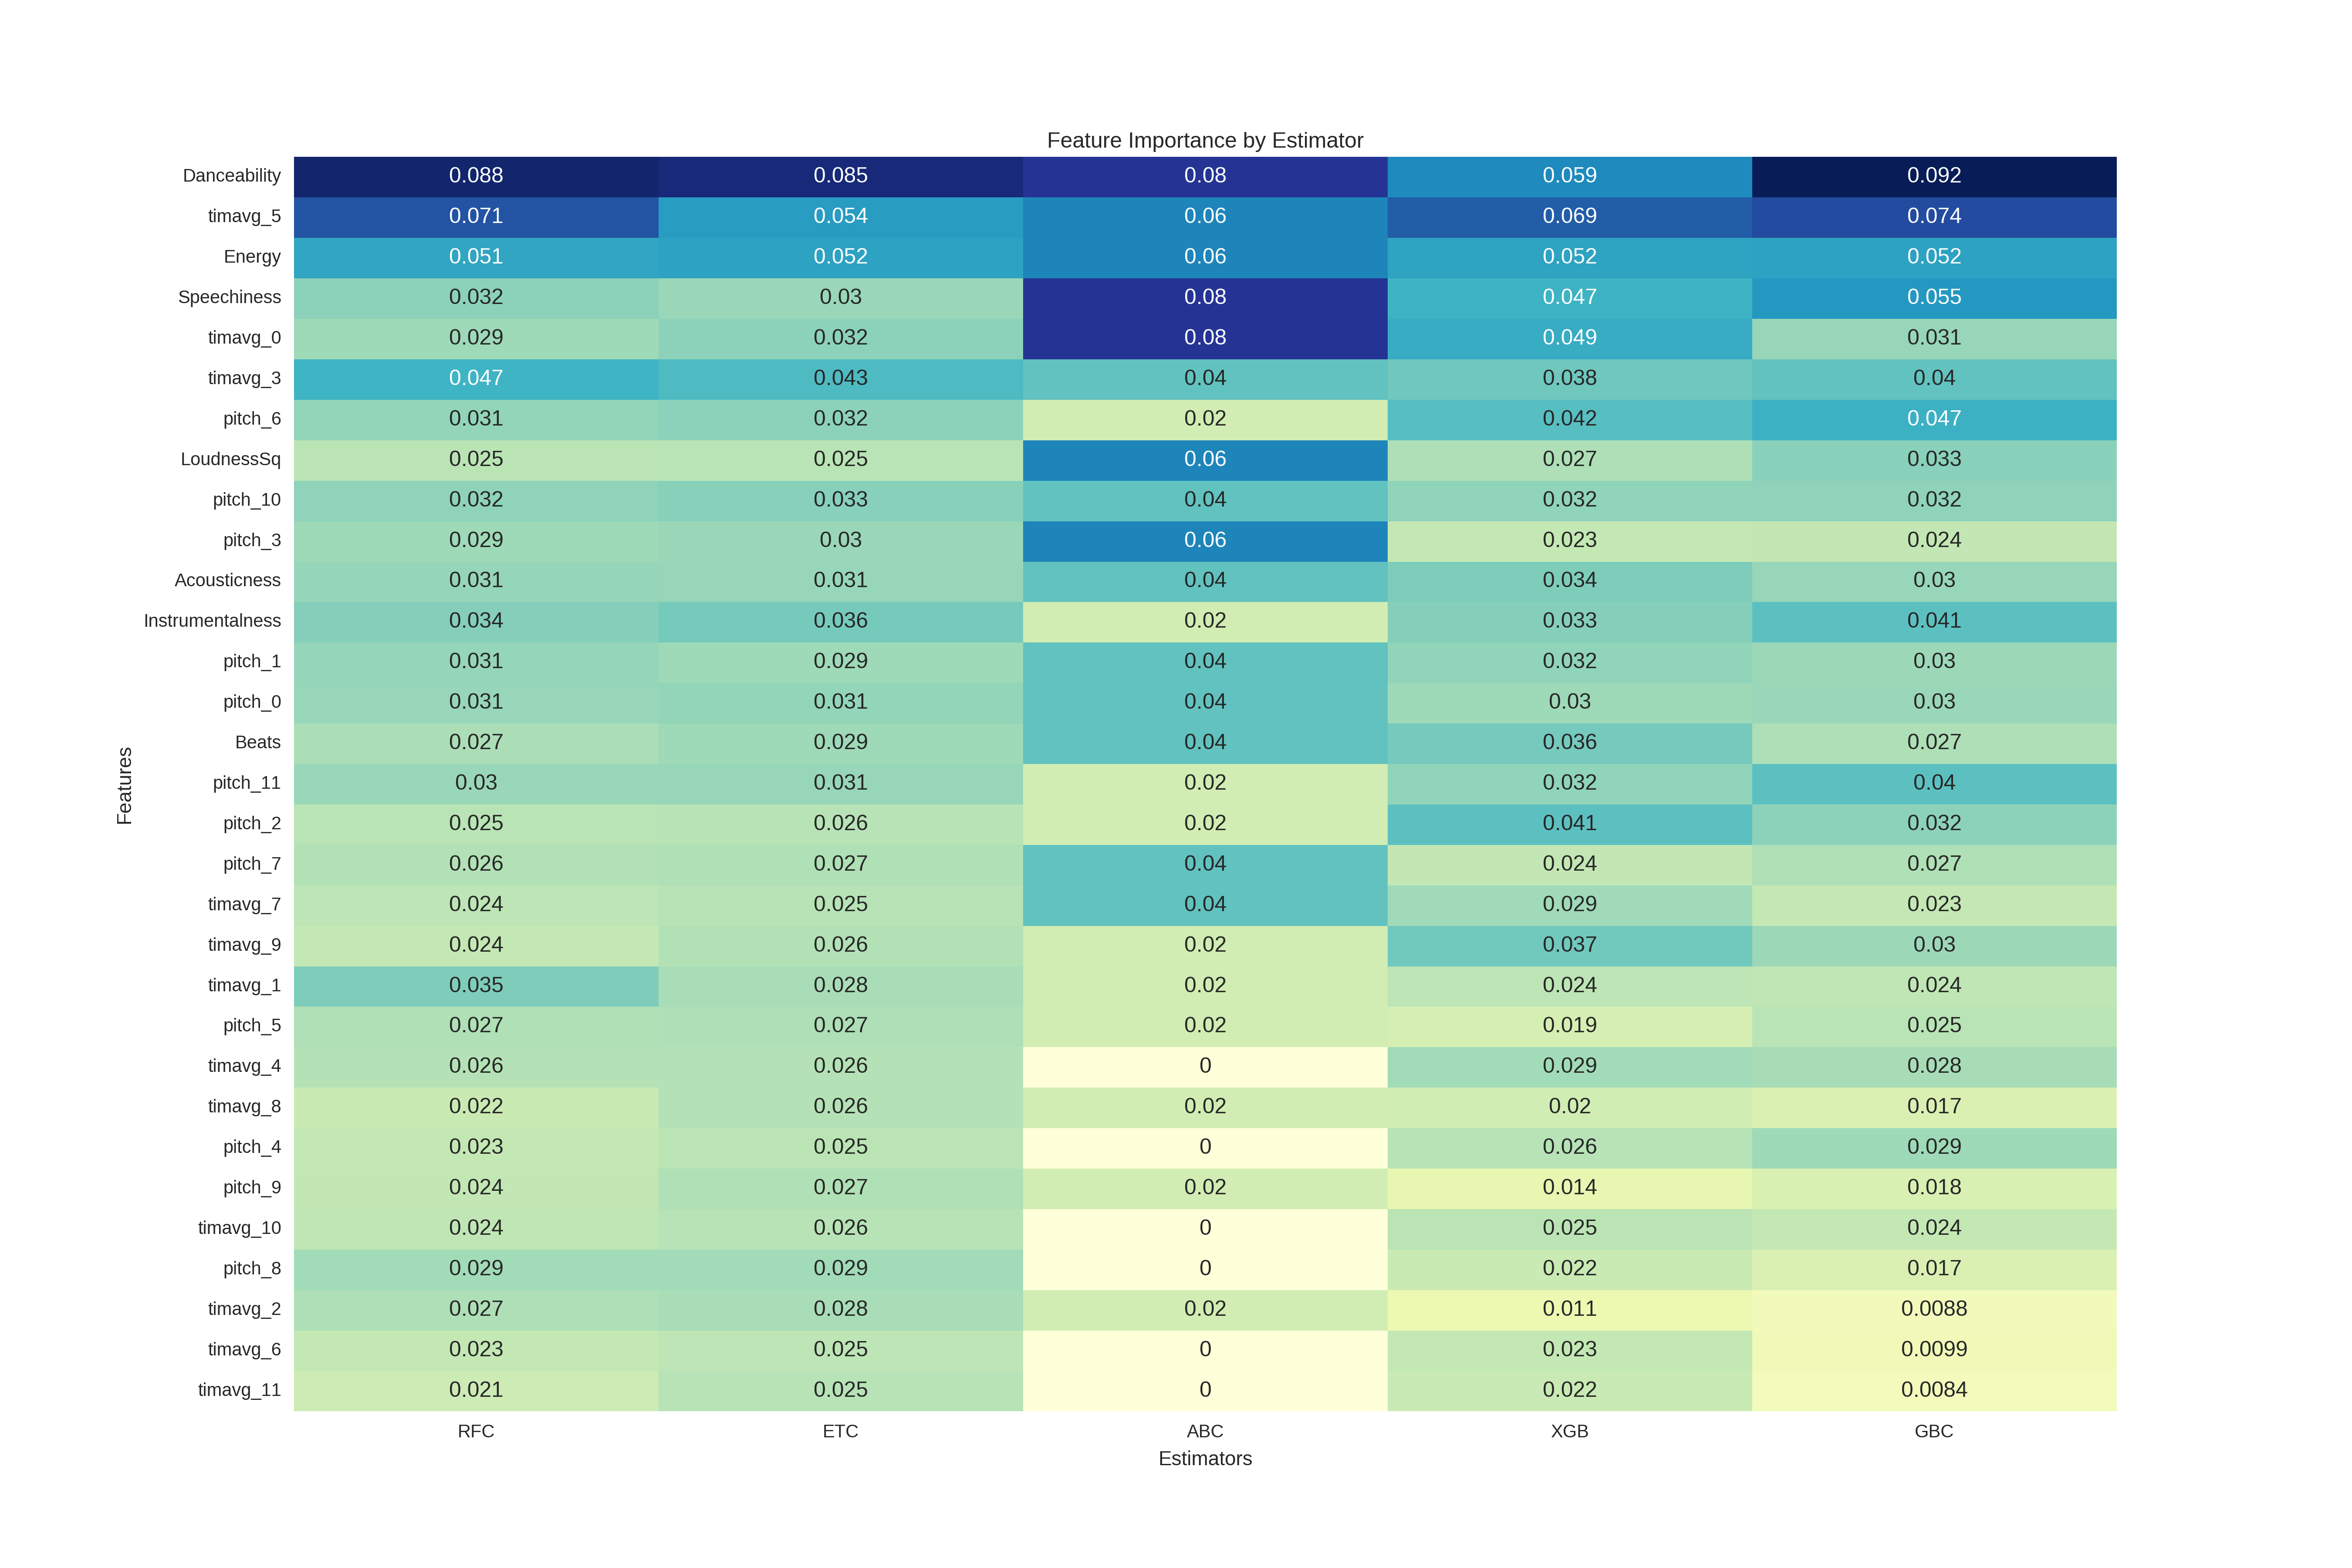 Feature Importance by Estimator
Danceability 0.088 0.085 0.08 0.059 0.092
timavg_5 0.071 0.054 0.06 0.069 0.074
Energy 0.051 0.052 0.06 0.052 0.052
Speechiness 0.032 0.03 0.08 0.047 0.055
timavg_0 0.029 0.032 0.08 0.049 0.031
timavg_3 0.047 0.043 0.04 0.038 0.04
pitch_6 0.031 0.032 0.02 0.042 0.047
LoudnessSq 0.025 0.025 0.06 0.027 0.033
pitch_10 0.032 0.033 0.04 0.032 0.032
pitch_3 0.029 0.03 0.06 0.023 0.024
Acousticness 0.031 0.031 0.04 0.034 0.03
Instrumentalness 0.034 0.036 0.02 0.033 0.041
pitch_1 0.031 0.029 0.04 0.032 0.03
pitch_0 0.031 0.031 0.04 0.03 0.03
Beats 0.027 0.029 0.04 0.036 0.027
pitch_11 0.03 0.031 0.02 0.032 0.04
pitch_2 0.025 0.026 0.02 0.041 0.032
pitch_7 0.026 0.027 0.04 0.024 0.027
timavg_7 0.024 0.025 0.04 0.029 0.023
timavg_9 0.024 0.026 0.02 0.037 0.03
timavg_1 0.035 0.028 0.02 0.024 0.024
pitch_5 0.027 0.027 0.02 0.019 0.025
timavg_4 0.026 0.026 0 0.029 0.028
timavg_8 0.022 0.026 0.02 0.02 0.017
pitch_4 0.023 0.025 0 0.026 0.029
pitch_9 0.024 0.027 0.02 0.014 0.018
timavg_10 0.024 0.026 0 0.025 0.024
pitch_8 0.029 0.029 0 0.022 0.017
timavg_2 0.027 0.028 0.02 0.011 0.0088
timavg_6 0.023 0.025 0 0.023 0.0099
timavg_11 0.021 0.025 0 0.022 0.0084
RFC ETC ABC XGB GBC
Estimators
Features